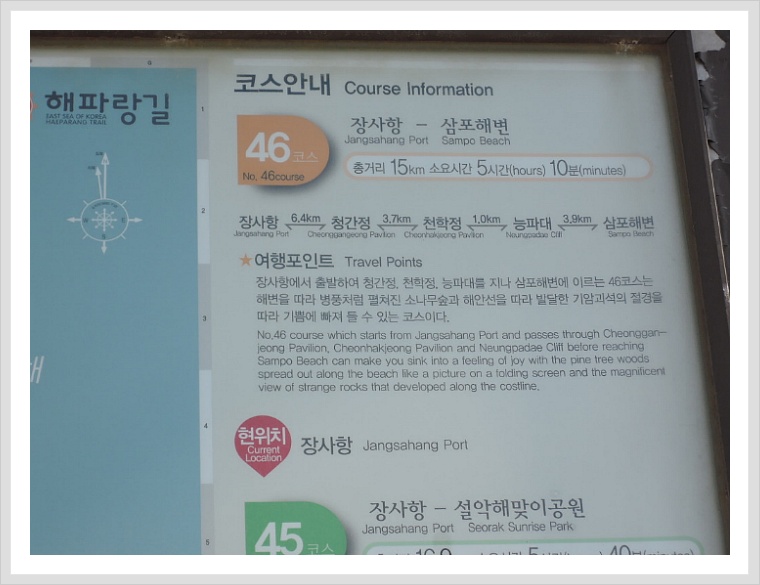 해파랑길
EAST SEA OF KOREA
HAEPARANG TRAIL
코스안내 Course Information
46 코스
No. 46course
장사항 - 삼포해변
Jangsahang Port Sampo Beach
총거리 15km 소요시간 5시간(hours) 10분(minutes)
장사항 6.4km 청간정 3.7km 천학정 1.0km 능파대 3.9km 삼포해변
Jangsahang Port Cheongganjeong Pavilion Cheonhakjeong Pavilion Neungpadae Cliff Sampo Beach
★여행포인트 Travel Points
장사항에서 출발하여 청간정, 천학정, 능파대를 지나 삼포해변에 이르는 46코스는
해변을 따라 병풍처럼 펼쳐진 소나무숲과 해안선을 따라 발달한 기암괴석의 절경을
따라 기쁨에 빠져 들 수 있는 코스이다.
No.46 course which starts from Jangsahang Port and passes through Cheonggan-
jeong Pavilion, Cheonhakjeong Pavilion and Neungpadae Cliff before reaching
Sampo Beach can make you sink into a feeling of joy with the pine tree woods
spread out along the beach like a picture on a folding screen and the magnificent
view of strange rocks that developed along the costline.
현위치
Current
Location
장사항 Jangsahang Port
45 코스
장사항 - 설악해맞이공원
Jangsahang Port Seorak Sunrise Park
1
2
3
4
5
6